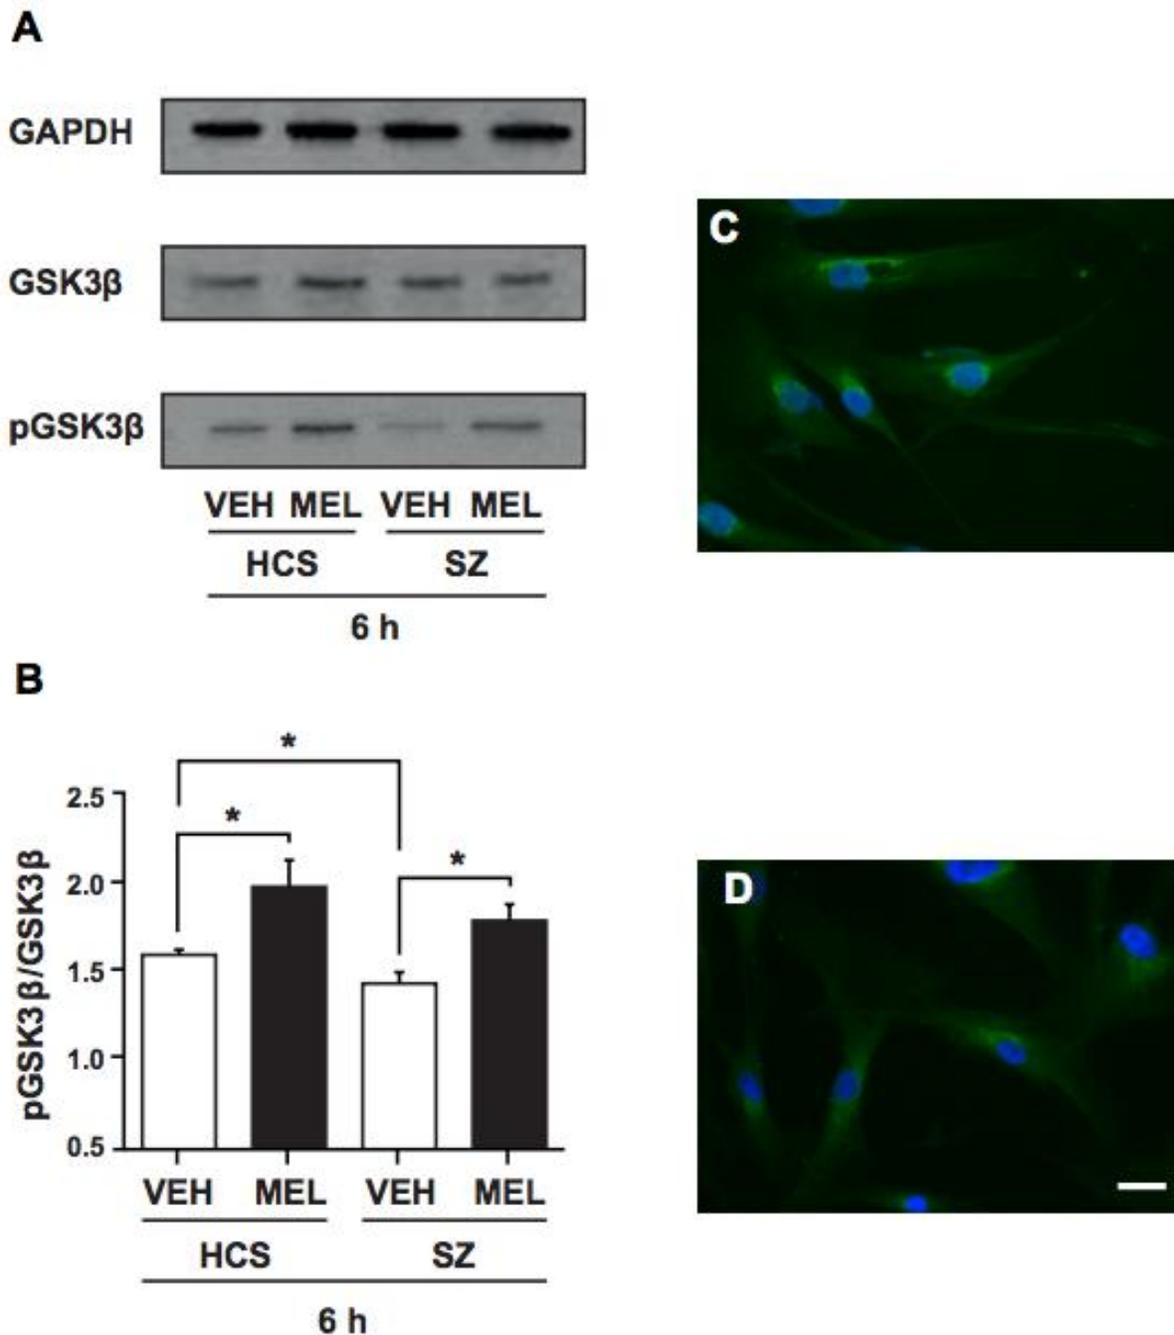 A
GAPDH
GSK3β
pGSK3β
VEH MEL VEH MEL
HCS SZ
6 h
B
*
*
*
2.5
2.0
1.5
1.0
0.5
pGSK3β/GSK3β
VEH MEL VEH MEL
HCS SZ
6 h
C
D